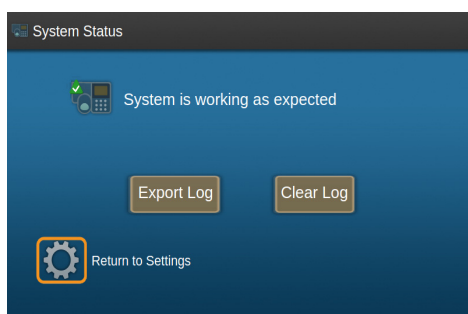 System Status
System is working as expected
Export Log
Clear Log
Return to Settings